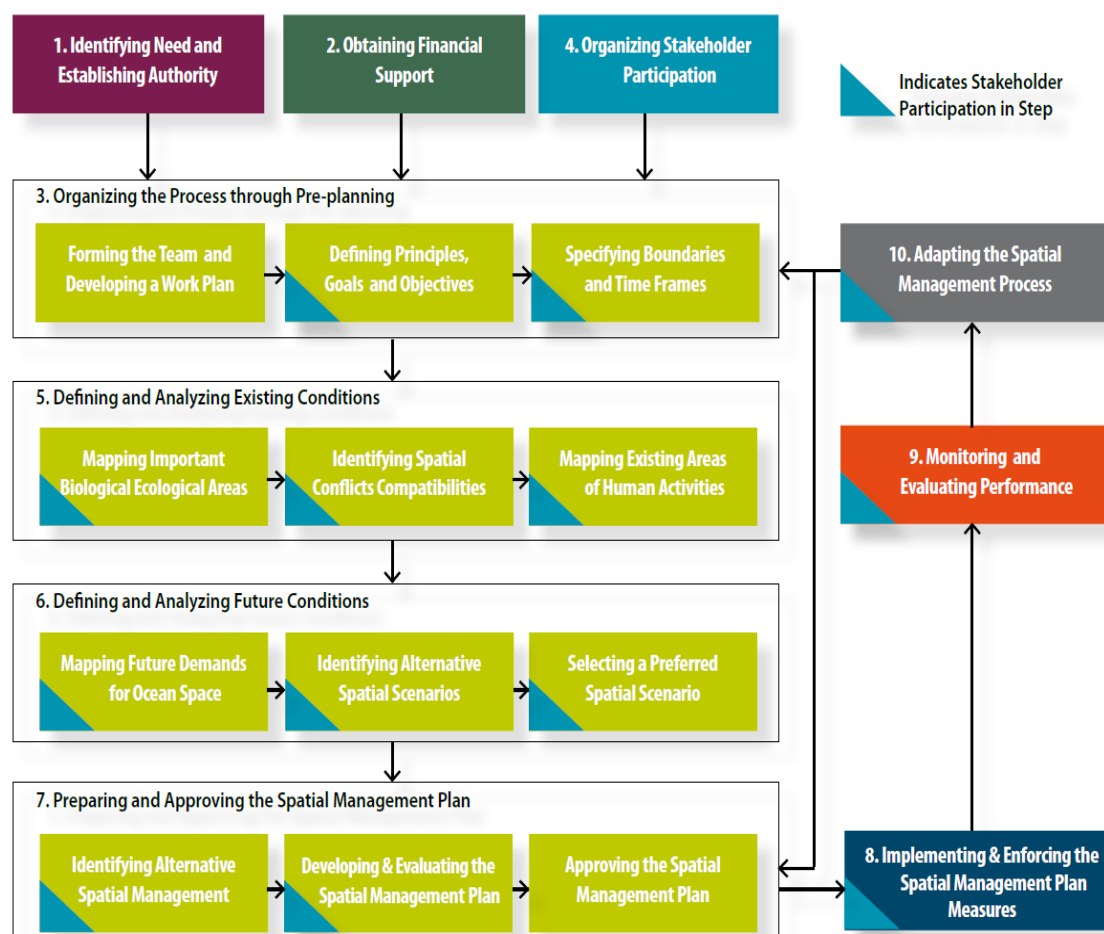 1. Identifying Need and
Establishing Authority
2. Obtaining Financial
Support
4. Organizing Stakeholder
Participation
Indicates Stakeholder
Participation in Step
3. Organizing the Process through Pre-planning
Forming the Team and
Developing a Work Plan
Defining Principles,
Goals and Objectives
Specifying Boundaries
and Time Frames
10. Adapting the Spatial
Management Process
5. Defining and Analyzing Existing Conditions
Mapping Important
Biological Ecological Areas
Identifying Spatial
Conflicts Compatibilities
Mapping Existing Areas
of Human Activities
9. Monitoring and
Evaluating Performance
6. Defining and Analyzing Future Conditions
Mapping Future Demands
for Ocean Space
Identifying Alternative
Spatial Scenarios
Selecting a Preferred
Spatial Scenario
7. Preparing and Approving the Spatial Management Plan
Identifying Alternative
Spatial Management
Developing & Evaluating the
Spatial Management Plan
Approving the Spatial
Management Plan
8. Implementing & Enforcing the
Spatial Management Plan
Measures